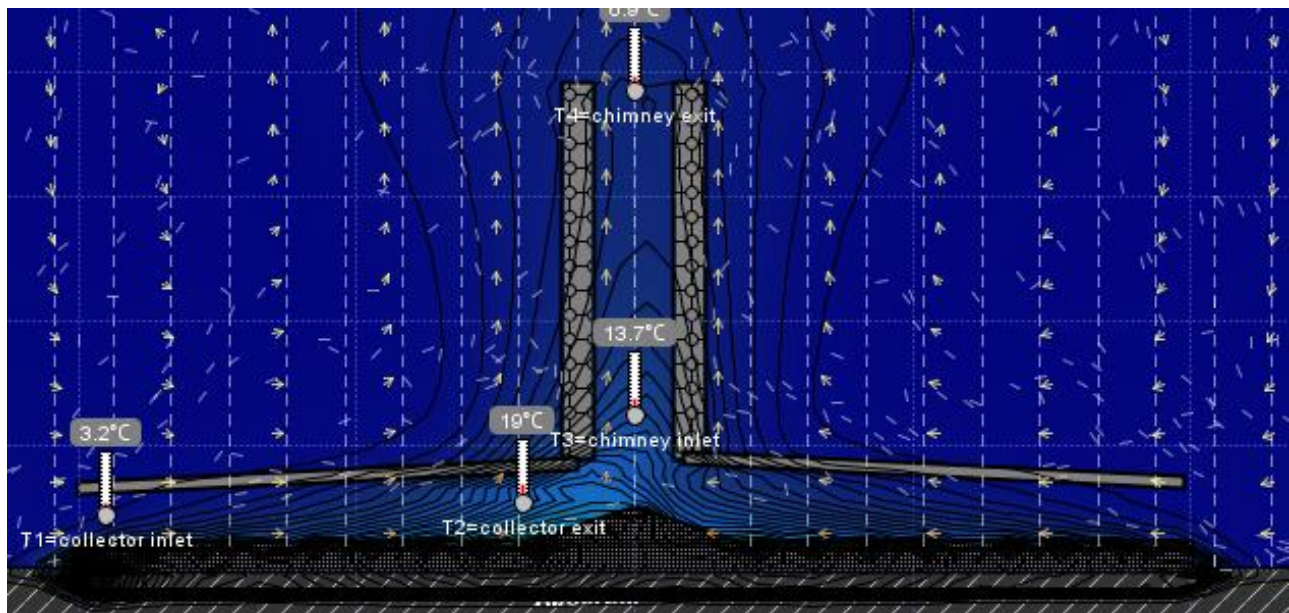 T4=chimney exit
13.7°C
T3=chimney inlet
3.2°C
19°C
T2=collector exit
T1=collector inlet